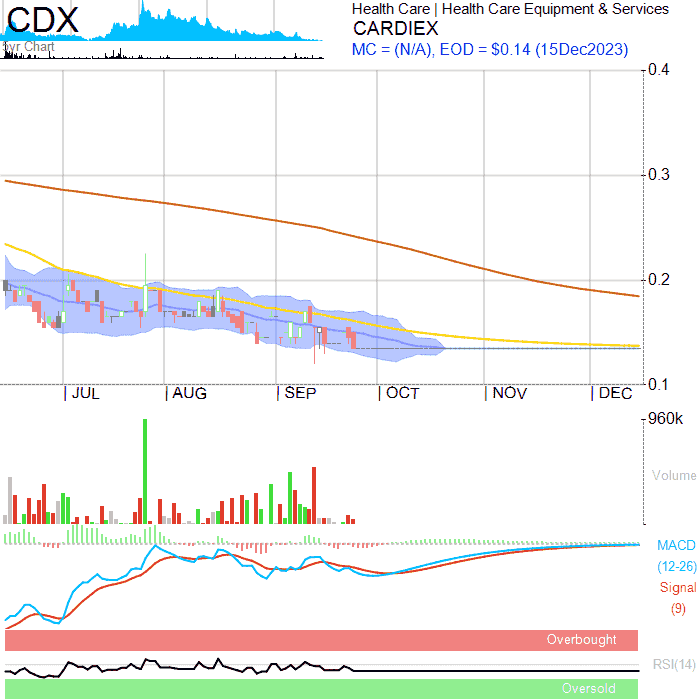 CDX
5yr Chart
Health Care | Health Care Equipment & Services
CARDIEX
MC = (N/A), EOD = $0.14 (15Dec2023)
0.4
0.3
0.2
0.1
| JUL | AUG | SEP | OCT | NOV | DEC
960k
Volume
MACD
(12-26)
Signal
(9)
Overbought
RSI(14)
Oversold